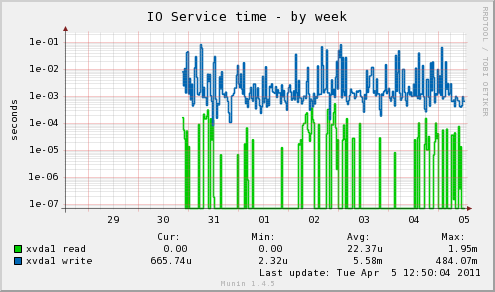 IO Service time - by week
RRDTOOL / TOBI OETIKER
seconds
1e-01
1e-02
1e-03
1e-04
1e-05
1e-06
1e-07
29 30 31 01 02 03 04 05
Cur: Min: Avg: Max:
xvda1 read 0.00 0.00 22.37u 1.95m
xvda1 write 665.74u 2.32u 5.58m 484.07m
Last update: Tue Apr 5 12:50:04 2011
Munin 1.4.5